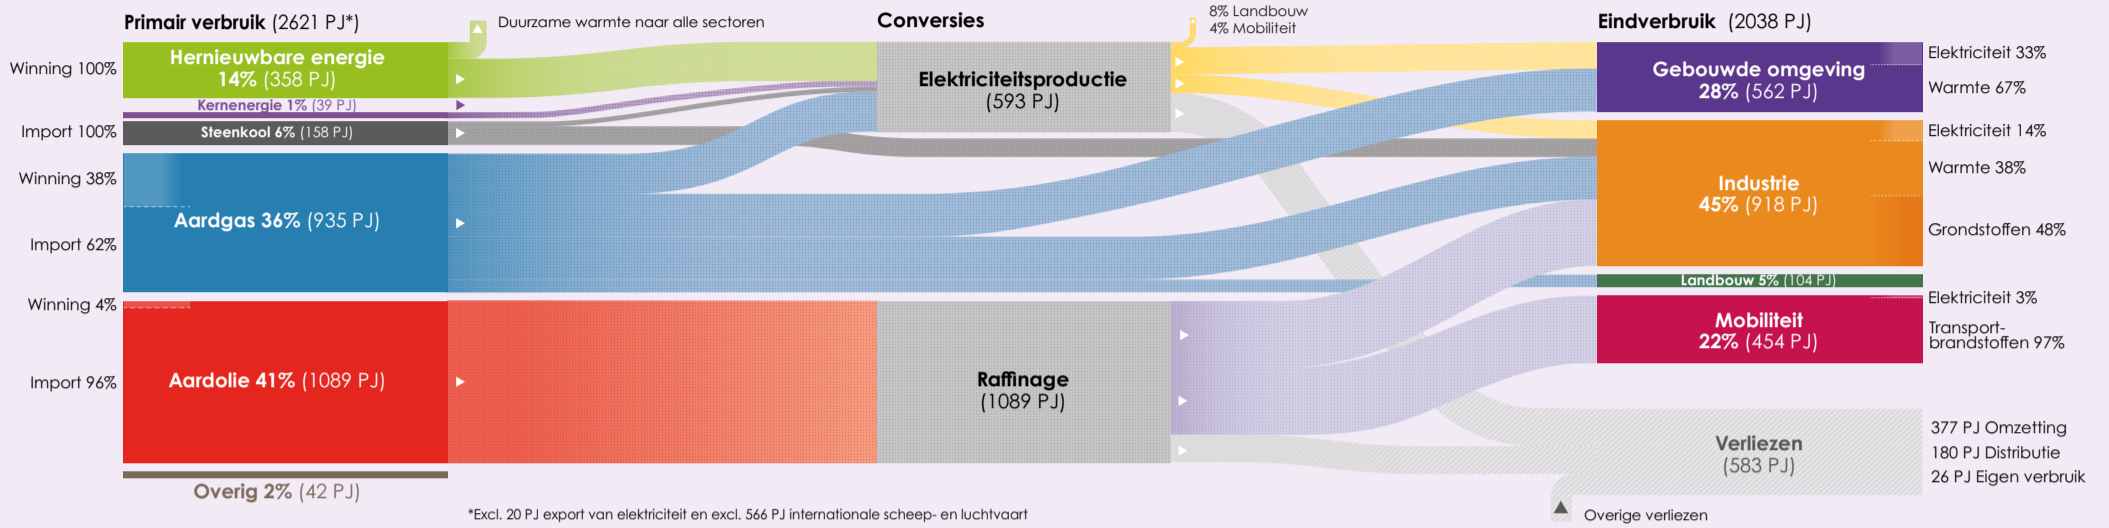 Primair verbruik (2621 PJ*)
Duurzame warmte naar alle sectoren
Conversies
8% Landbouw
4% Mobiliteit
Eindverbruik (2038 PJ)
Winning 100%
Hernieuwbare energie
14% (358 PJ)
Kernenergie 1% (39 PJ)
Import 100%
Steenkool 6% (158 PJ)
Winning 38%
Aardgas 36% (935 PJ)
Import 62%
Winning 4%
Aardolie 41% (1089 PJ)
Import 96%
Overig 2% (42 PJ)
Elektriciteitsproductie
(593 PJ)
Raffinage
(1089 PJ)
Gebouwde omgeving
28% (562 PJ)
Elektriciteit 33%
Warmte 67%
Industrie
45% (918 PJ)
Elektriciteit 14%
Warmte 38%
Grondstoffen 48%
Landbouw 5% (104 PJ)
Mobiliteit
22% (454 PJ)
Elektriciteit 3%
Transport-
brandstoffen 97%
Verliezen
(583 PJ)
377 PJ Omzetting
180 PJ Distributie
26 PJ Eigen verbruik
*Excl. 20 PJ export van elektriciteit en excl. 566 PJ internationale scheep- en luchtvaart
Overige verliezen